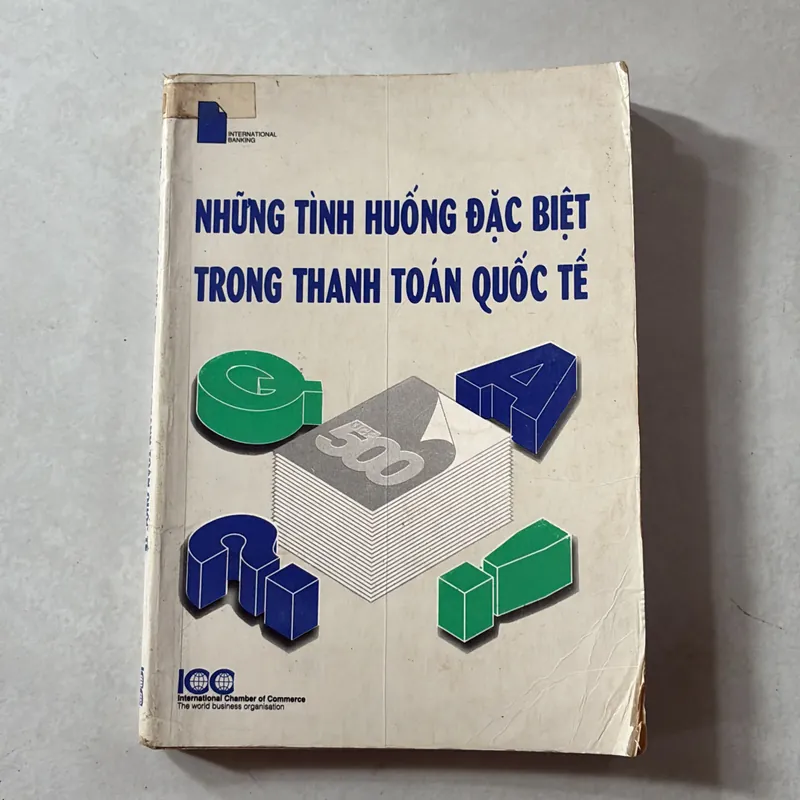 INTERNATIONAL
BANKING
NHỮNG TÌNH HUỐNG ĐẶC BIỆT
TRONG THANH TOÁN QUỐC TẾ
Q
A
UCP
500
?
!
ICC
International Chamber of Commerce
The world business organisation